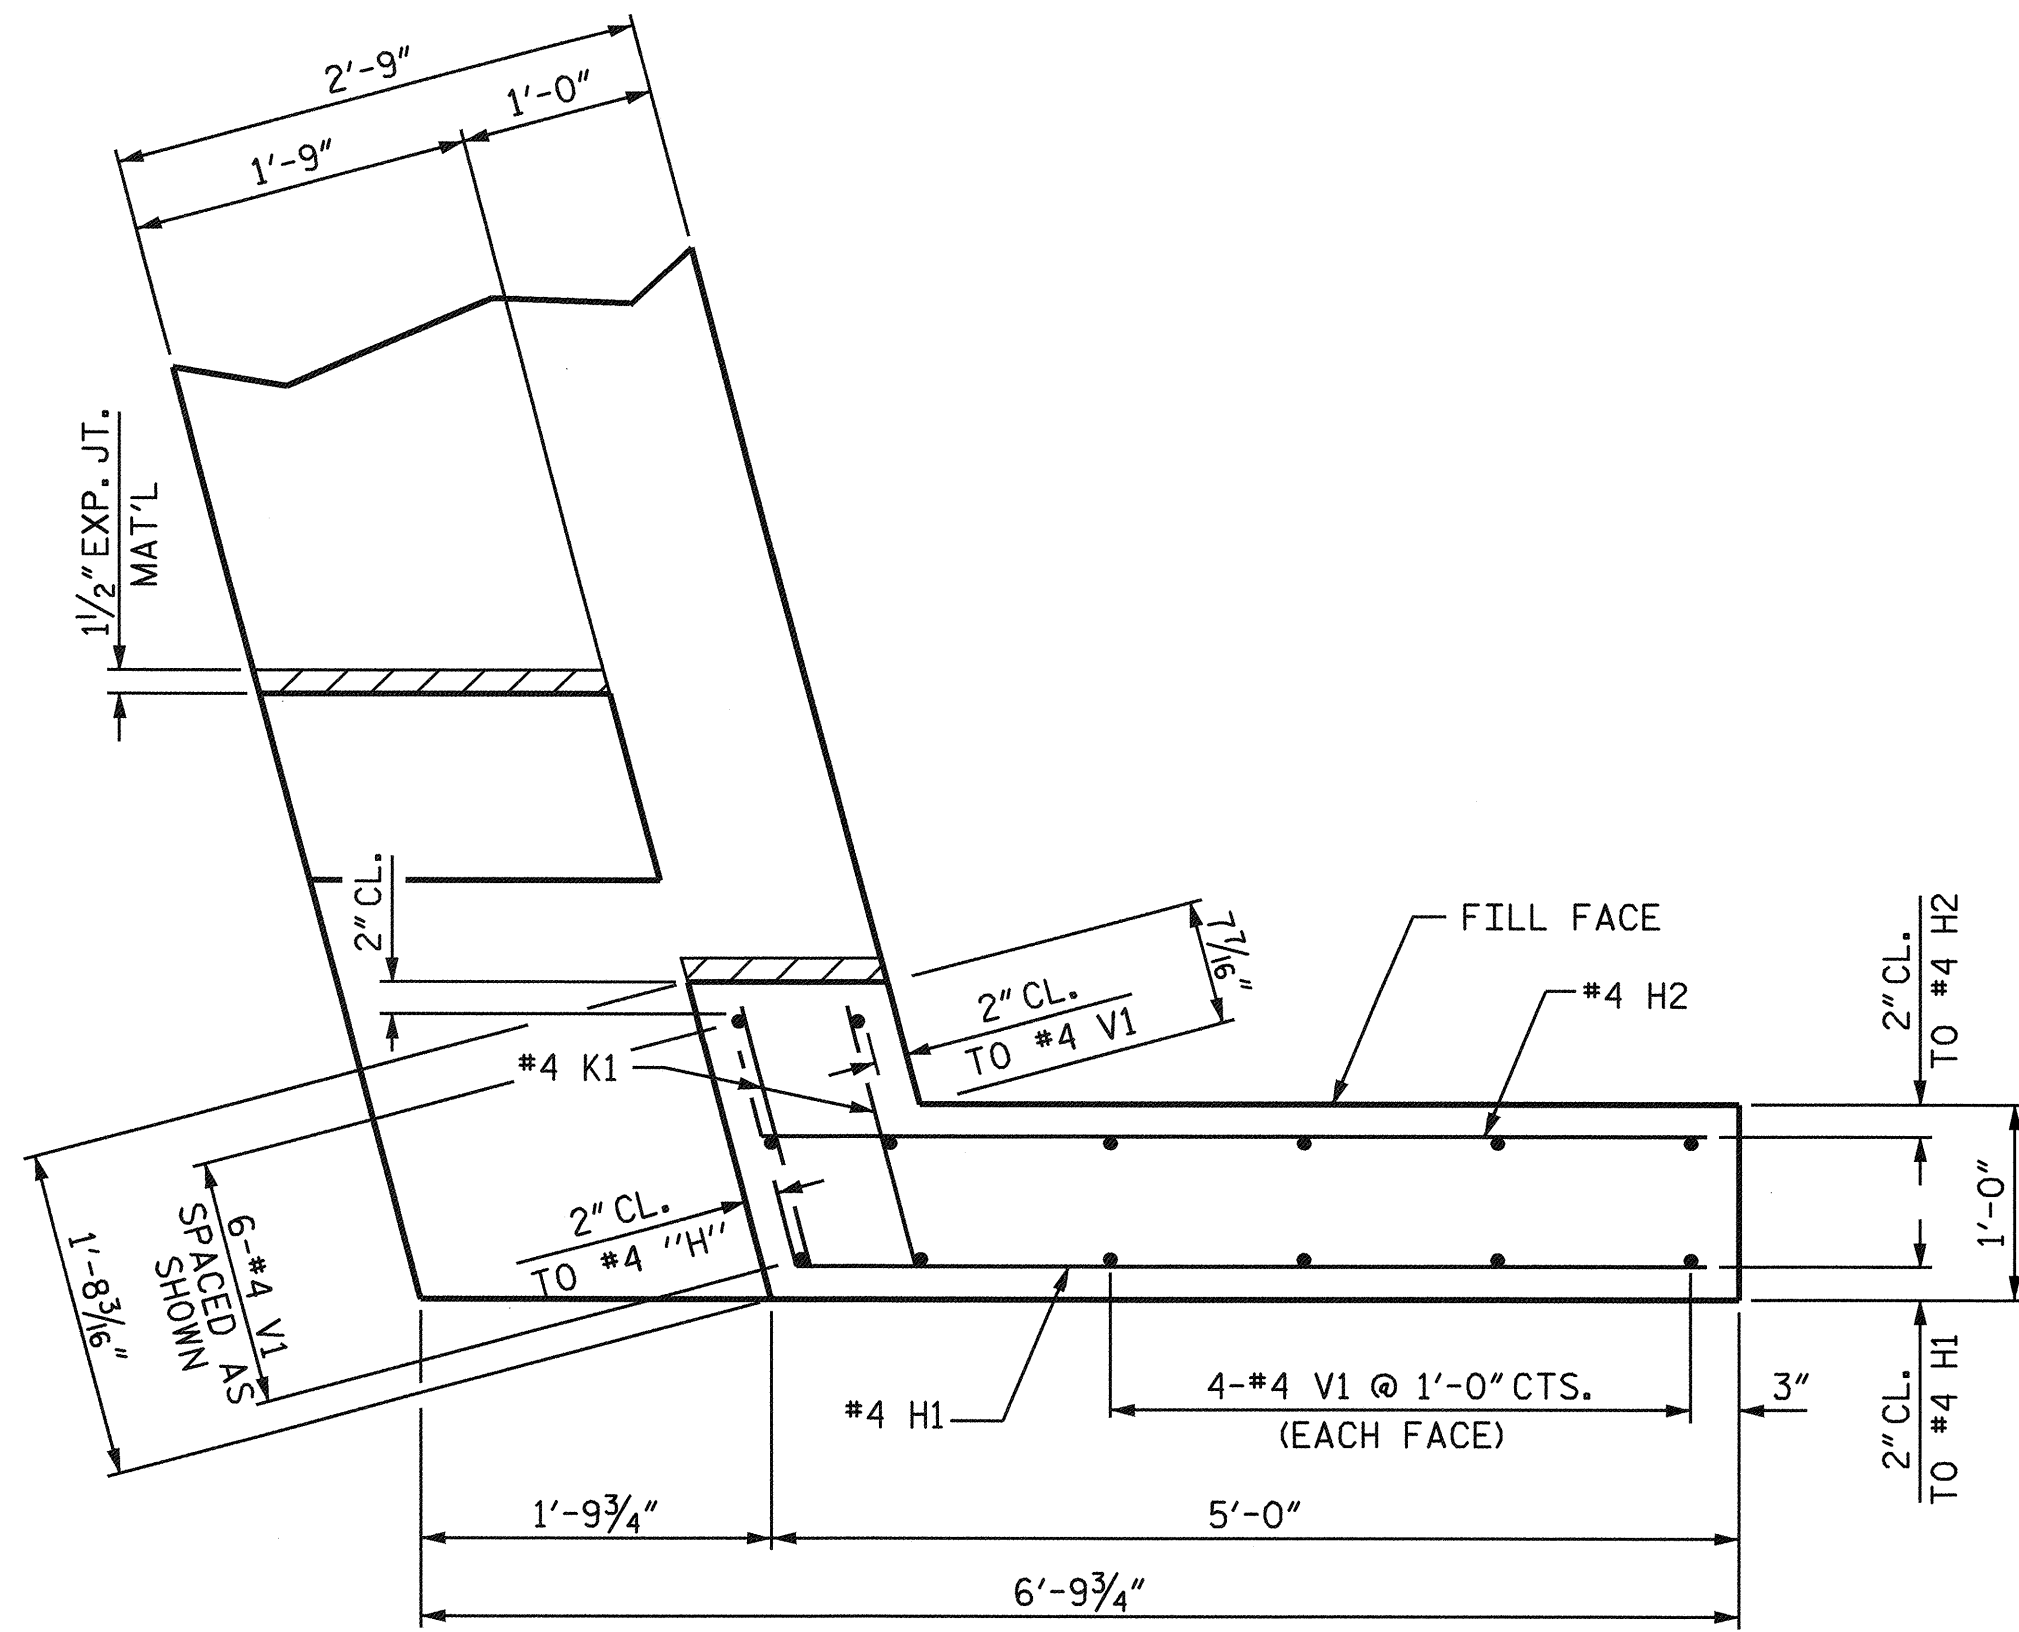 2'-9"
1'-9"
1'-0"
1½" EXP. JT.
MAT'L
2" CL.
7⁷⁄₁₆"
2" CL.
TO #4 V1
FILL FACE
#4 H2
2" CL.
TO #4 H2
#4 K1
1'-0"
2" CL.
TO #4 "H"
6-#4 V1
SPACED AS
SHOWN
1'-8³⁄₁₆"
#4 H1
4-#4 V1 @ 1'-0" CTS.
(EACH FACE)
3"
2" CL.
TO #4 H1
1'-9¾"
5'-0"
6'-9¾"